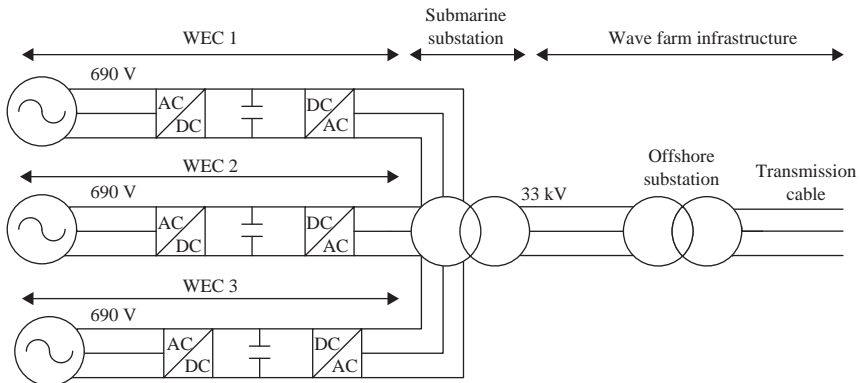 WEC 1
Submarine
substation
Wave farm infrastructure
690 V
AC
DC
DC
AC
WEC 2
690 V
AC
DC
DC
AC
33 kV
Offshore
substation
Transmission
cable
WEC 3
690 V
AC
DC
DC
AC